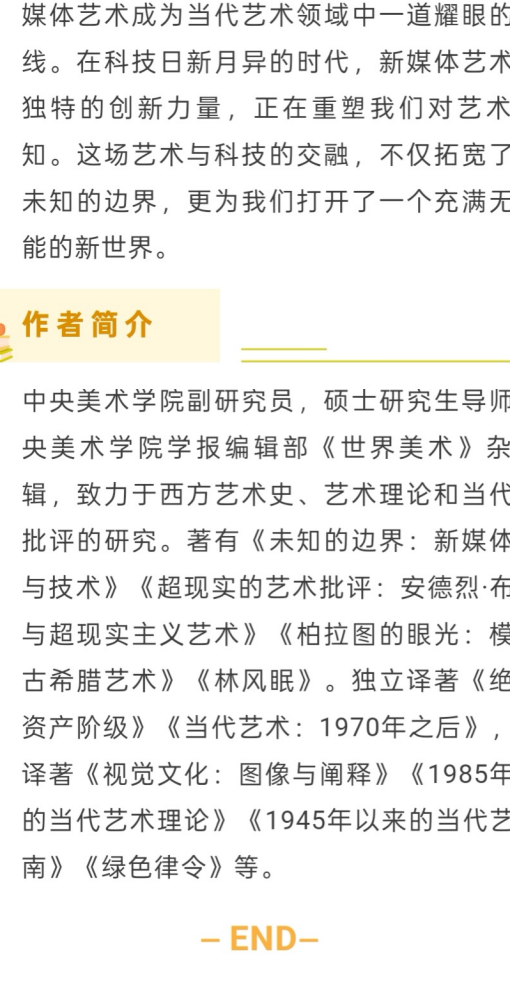 媒体艺术成为当代艺术领域中一道耀眼的
线。在科技日新月异的时代，新媒体艺术
独特的创新力量，正在重塑我们对艺术
知。这场艺术与科技的交融，不仅拓宽了
未知的边界，更为我们打开了一个充满无
能的新世界。
作者简介
中央美术学院副研究员，硕士研究生导师
央美术学院学报编辑部《世界美术》杂
辑，致力于西方艺术史、艺术理论和当代
批评的研究。著有《未知的边界：新媒体
与技术》《超现实的艺术批评：安德烈·布
与超现实主义艺术》《柏拉图的眼光：模
古希腊艺术》《林风眠》。独立译著《绝
资产阶级》《当代艺术：1970年之后》，
译著《视觉文化：图像与阐释》《1985年
的当代艺术理论》《1945年以来的当代艺
南》《绿色律令》等。
– END–